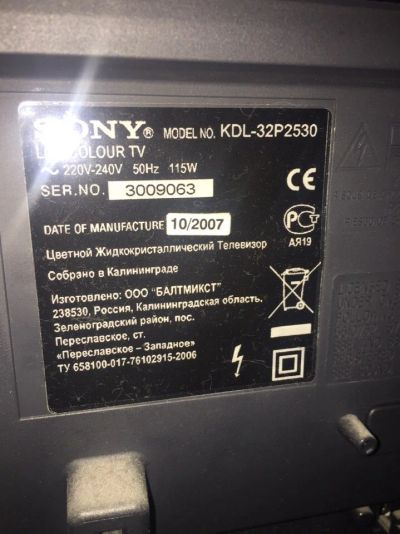 SONY® MODEL NO. KDL-32P2530
COLOUR TV
220V-240V 50Hz 115W
SER.NO. 3009063
DATE OF MANUFACTURE 10/2007
CE
АЯ19
Цветной Жидкокристаллический Телевизор
Собрано в Калининграде
Изготовлено: ООО "БАЛТМИКСТ"
238530, Россия, Калининградская область,
Зеленоградский район, пос.
Переславское, ст.
«Переславское - Западное»
ТУ 658100-017-76102915-2006